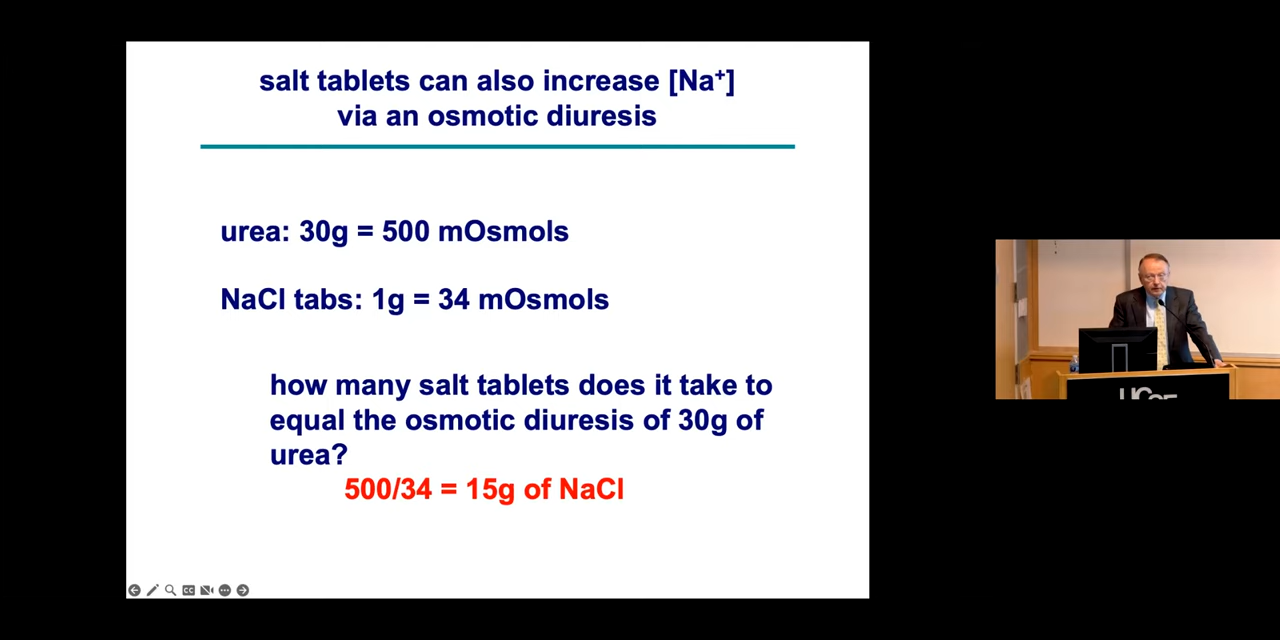 salt tablets can also increase [Na⁺]
via an osmotic diuresis
urea: 30g = 500 mOsmols
NaCl tabs: 1g = 34 mOsmols
how many salt tablets does it take to
equal the osmotic diuresis of 30g of
urea?
500/34 = 15g of NaCl